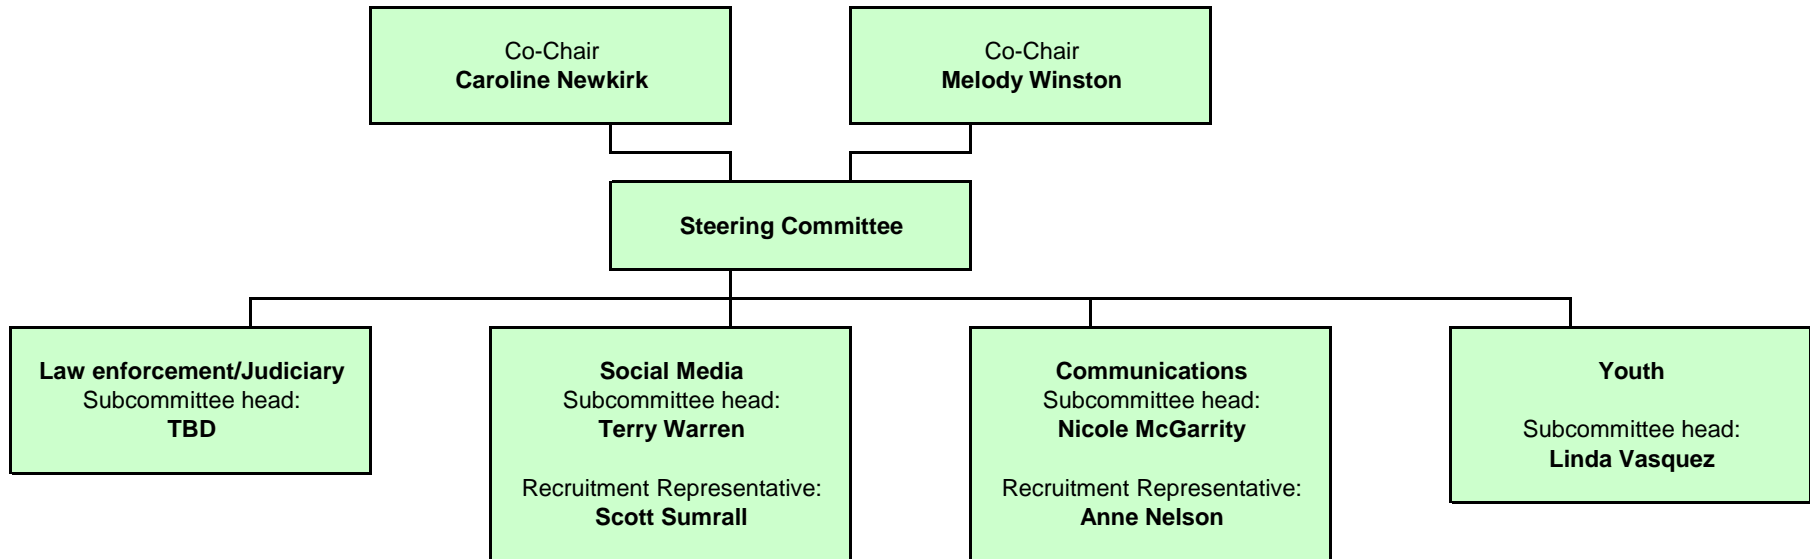 Co-Chair
Caroline Newkirk
Co-Chair
Melody Winston
Steering Committee
Law enforcement/Judiciary
Subcommittee head:
TBD
Social Media
Subcommittee head:
Terry Warren
Recruitment Representative:
Scott Sumrall
Communications
Subcommittee head:
Nicole McGarrity
Recruitment Representative:
Anne Nelson
Youth
Subcommittee head:
Linda Vasquez